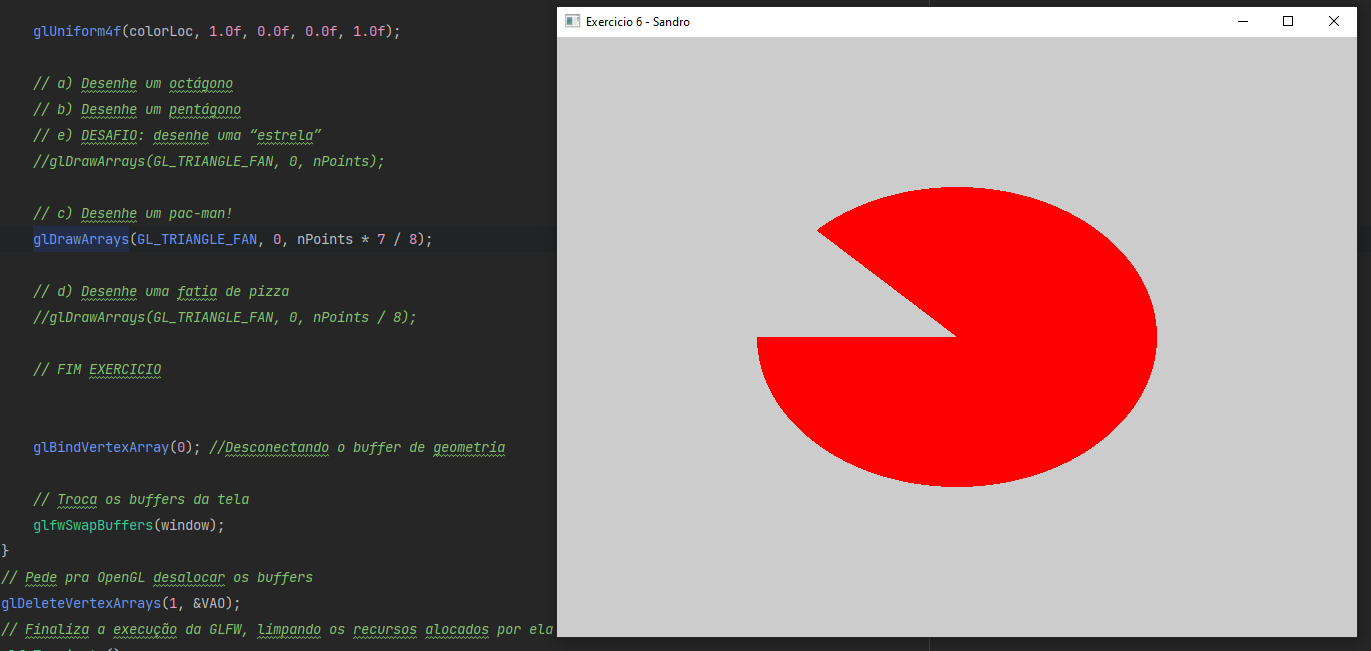 glUniform4f(colorLoc, 1.0f, 0.0f, 0.0f, 1.0f);
// a) Desenhe um octágono
// b) Desenhe um pentágono
// e) DESAFIO: desenhe uma “estrela”
//glDrawArrays(GL_TRIANGLE_FAN, 0, nPoints);
// c) Desenhe um pac-man!
glDrawArrays(GL_TRIANGLE_FAN, 0, nPoints * 7 / 8);
// d) Desenhe uma fatia de pizza
//glDrawArrays(GL_TRIANGLE_FAN, 0, nPoints / 8);
// FIM EXERCICIO
glBindVertexArray(0); //Desconectando o buffer de geometria
// Troca os buffers da tela
glfwSwapBuffers(window);
}
// Pede pra OpenGL desalocar os buffers
glDeleteVertexArrays(1, &VAO);
// Finaliza a execução da GLFW, limpando os recursos alocados por ela
Exercicio 6 - Sandro